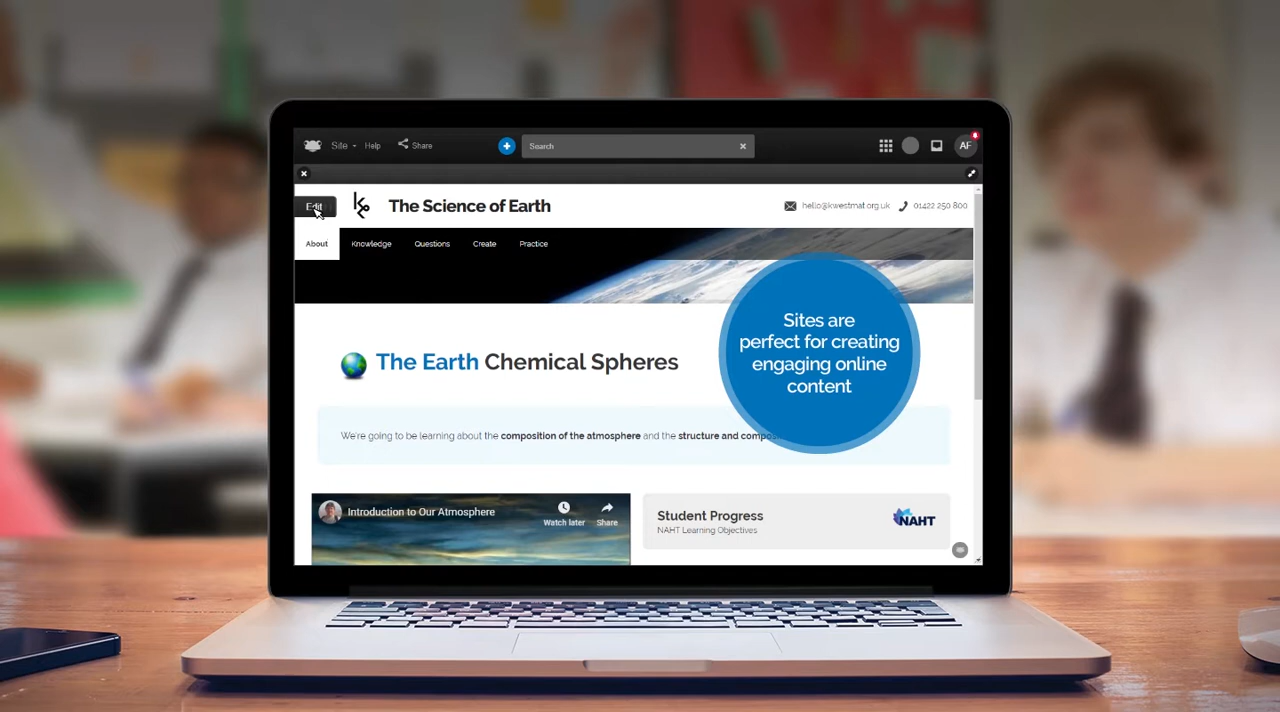 Site Help Share Search AF
Edit The Science of Earth hello@kwestmat.org.uk 01422 250 800
About Knowledge Questions Create Practice
Sites are
perfect for creating
engaging online
content
The Earth Chemical Spheres
We're going to be learning about the composition of the atmosphere and the structure and
Introduction to Our Atmosphere
Watch later Share
Student Progress
NAHT Learning Objectives
NAHT